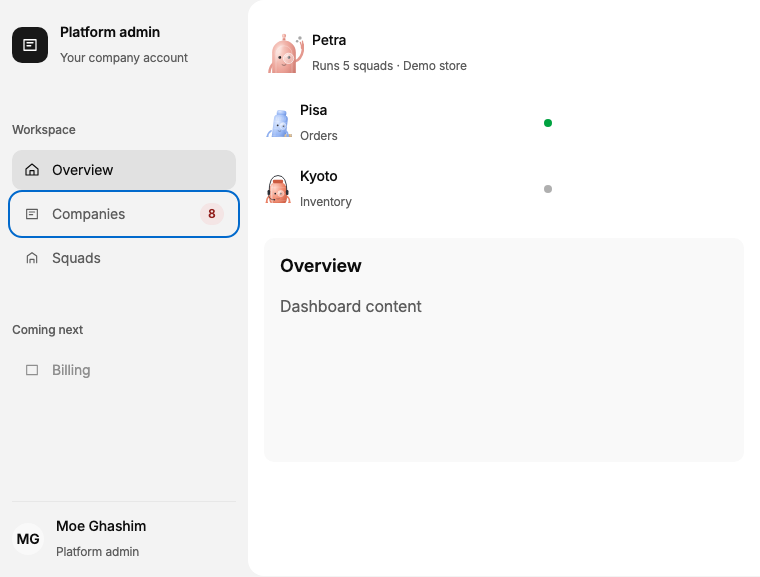 Platform admin
Your company account
Workspace
Overview
Companies 8
Squads
Coming next
Billing
MG
Moe Ghashim
Platform admin
Petra
Runs 5 squads · Demo store
Pisa
Orders
Kyoto
Inventory
Overview
Dashboard content